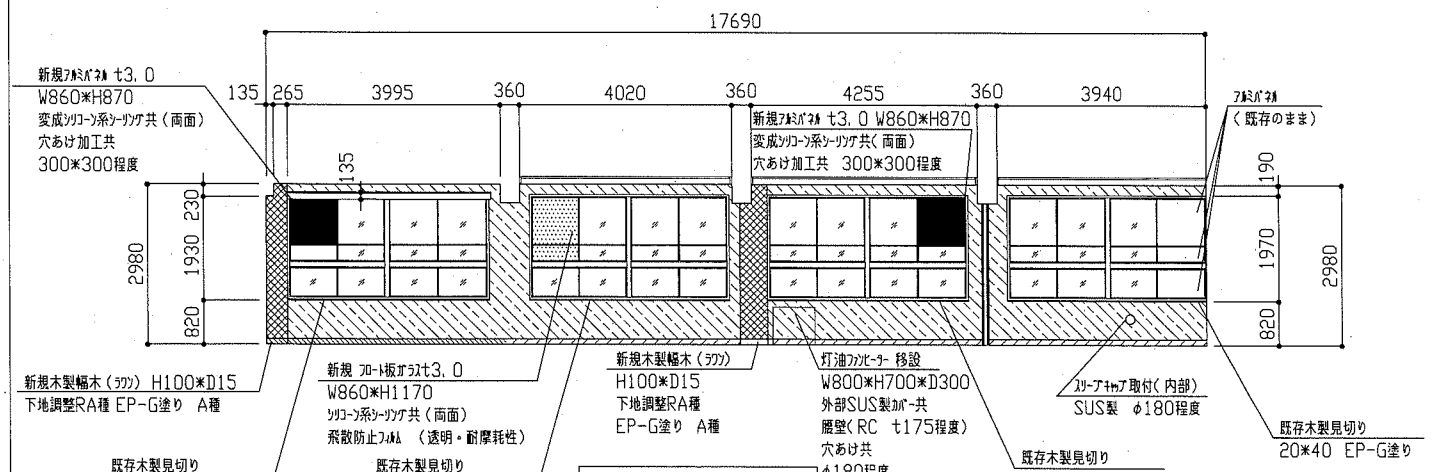 17690
新規ｱﾙﾐﾊﾟﾈﾙ t3.0
W860*H870
変成ｼﾘｺｰﾝ系ｼｰﾘﾝｸﾞ共(両面)
穴あけ加工共
300*300程度
135 265 3995 360 4020 360 4255 360 3940
新規ｱﾙﾐﾊﾟﾈﾙ t3.0 W860*H870
変成ｼﾘｺｰﾝ系ｼｰﾘﾝｸﾞ共(両面)
穴あけ加工共 300*300程度
ｱﾙﾐﾊﾟﾈﾙ
(既存のまま)
135
2980
230
1930
820
190
1970
820
2980
新規木製幅木(ﾗﾜﾝ) H100*D15
下地調整RA種 EP-G塗り A種
新規 ﾌﾛｰﾄ板ガラスt3.0
W860*H1170
ｼﾘｺｰﾝ系ｼｰﾘﾝｸﾞ共(両面)
飛散防止ﾌｨﾙﾑ (透明・耐摩耗性)
新規木製幅木(ﾗﾜﾝ)
H100*D15
下地調整RA種
EP-G塗り A種
灯油ﾌｧﾝﾋｰﾀｰ 移設
W800*H700*D300
外部SUS製ｶﾊﾞｰ共
腰壁(RC t175程度)
穴あけ共
φ180程度
ｽﾘｰﾌﾞｷｬｯﾌﾟ取付(内部)
SUS製 φ180程度
既存木製見切り
20*40 EP-G塗り
既存木製見切り
既存木製見切り
既存木製見切り